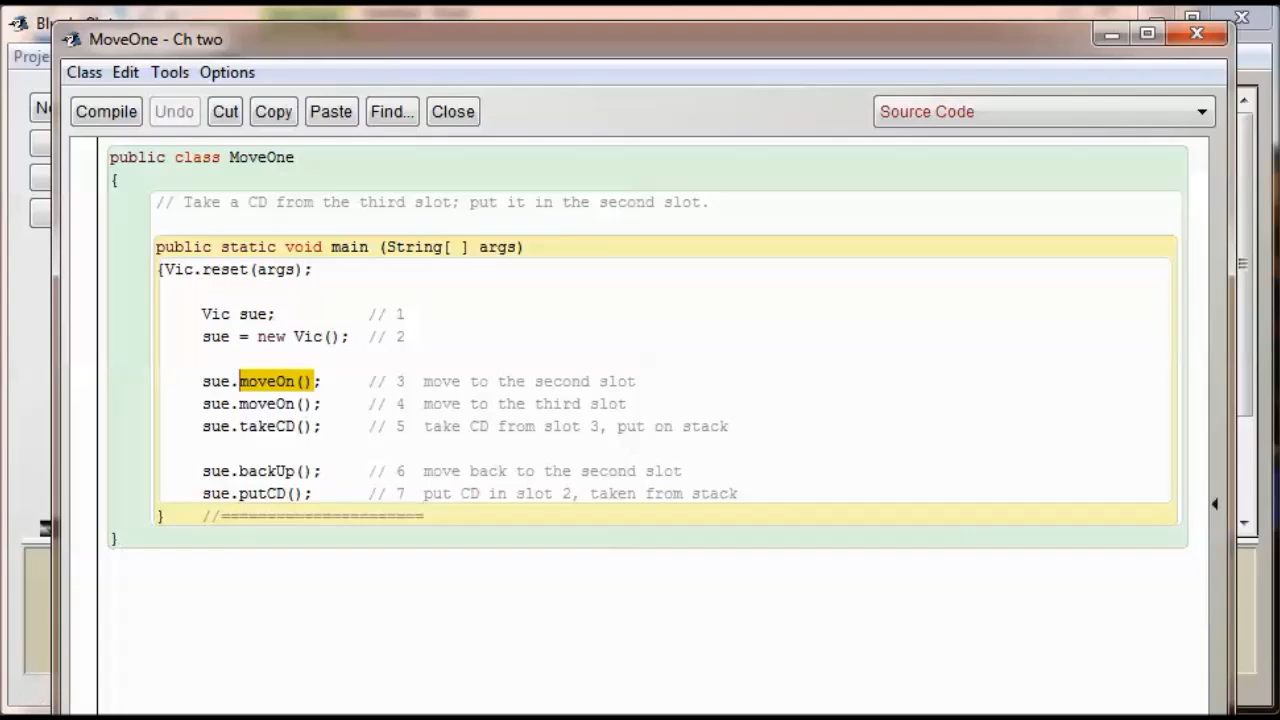 MoveOne - Ch two
Proje
Class Edit Tools Options
Compile Undo Cut Copy Paste Find... Close Source Code
public class MoveOne
{
// Take a CD from the third slot; put it in the second slot.
public static void main (String[ ] args)
{Vic.reset(args);
Vic sue; // 1
sue = new Vic(); // 2
sue.moveOn(); // 3 move to the second slot
sue.moveOn(); // 4 move to the third slot
sue.takeCD(); // 5 take CD from slot 3, put on stack
sue.backUp(); // 6 move back to the second slot
sue.putCD(); // 7 put CD in slot 2, taken from stack
} //======================
}